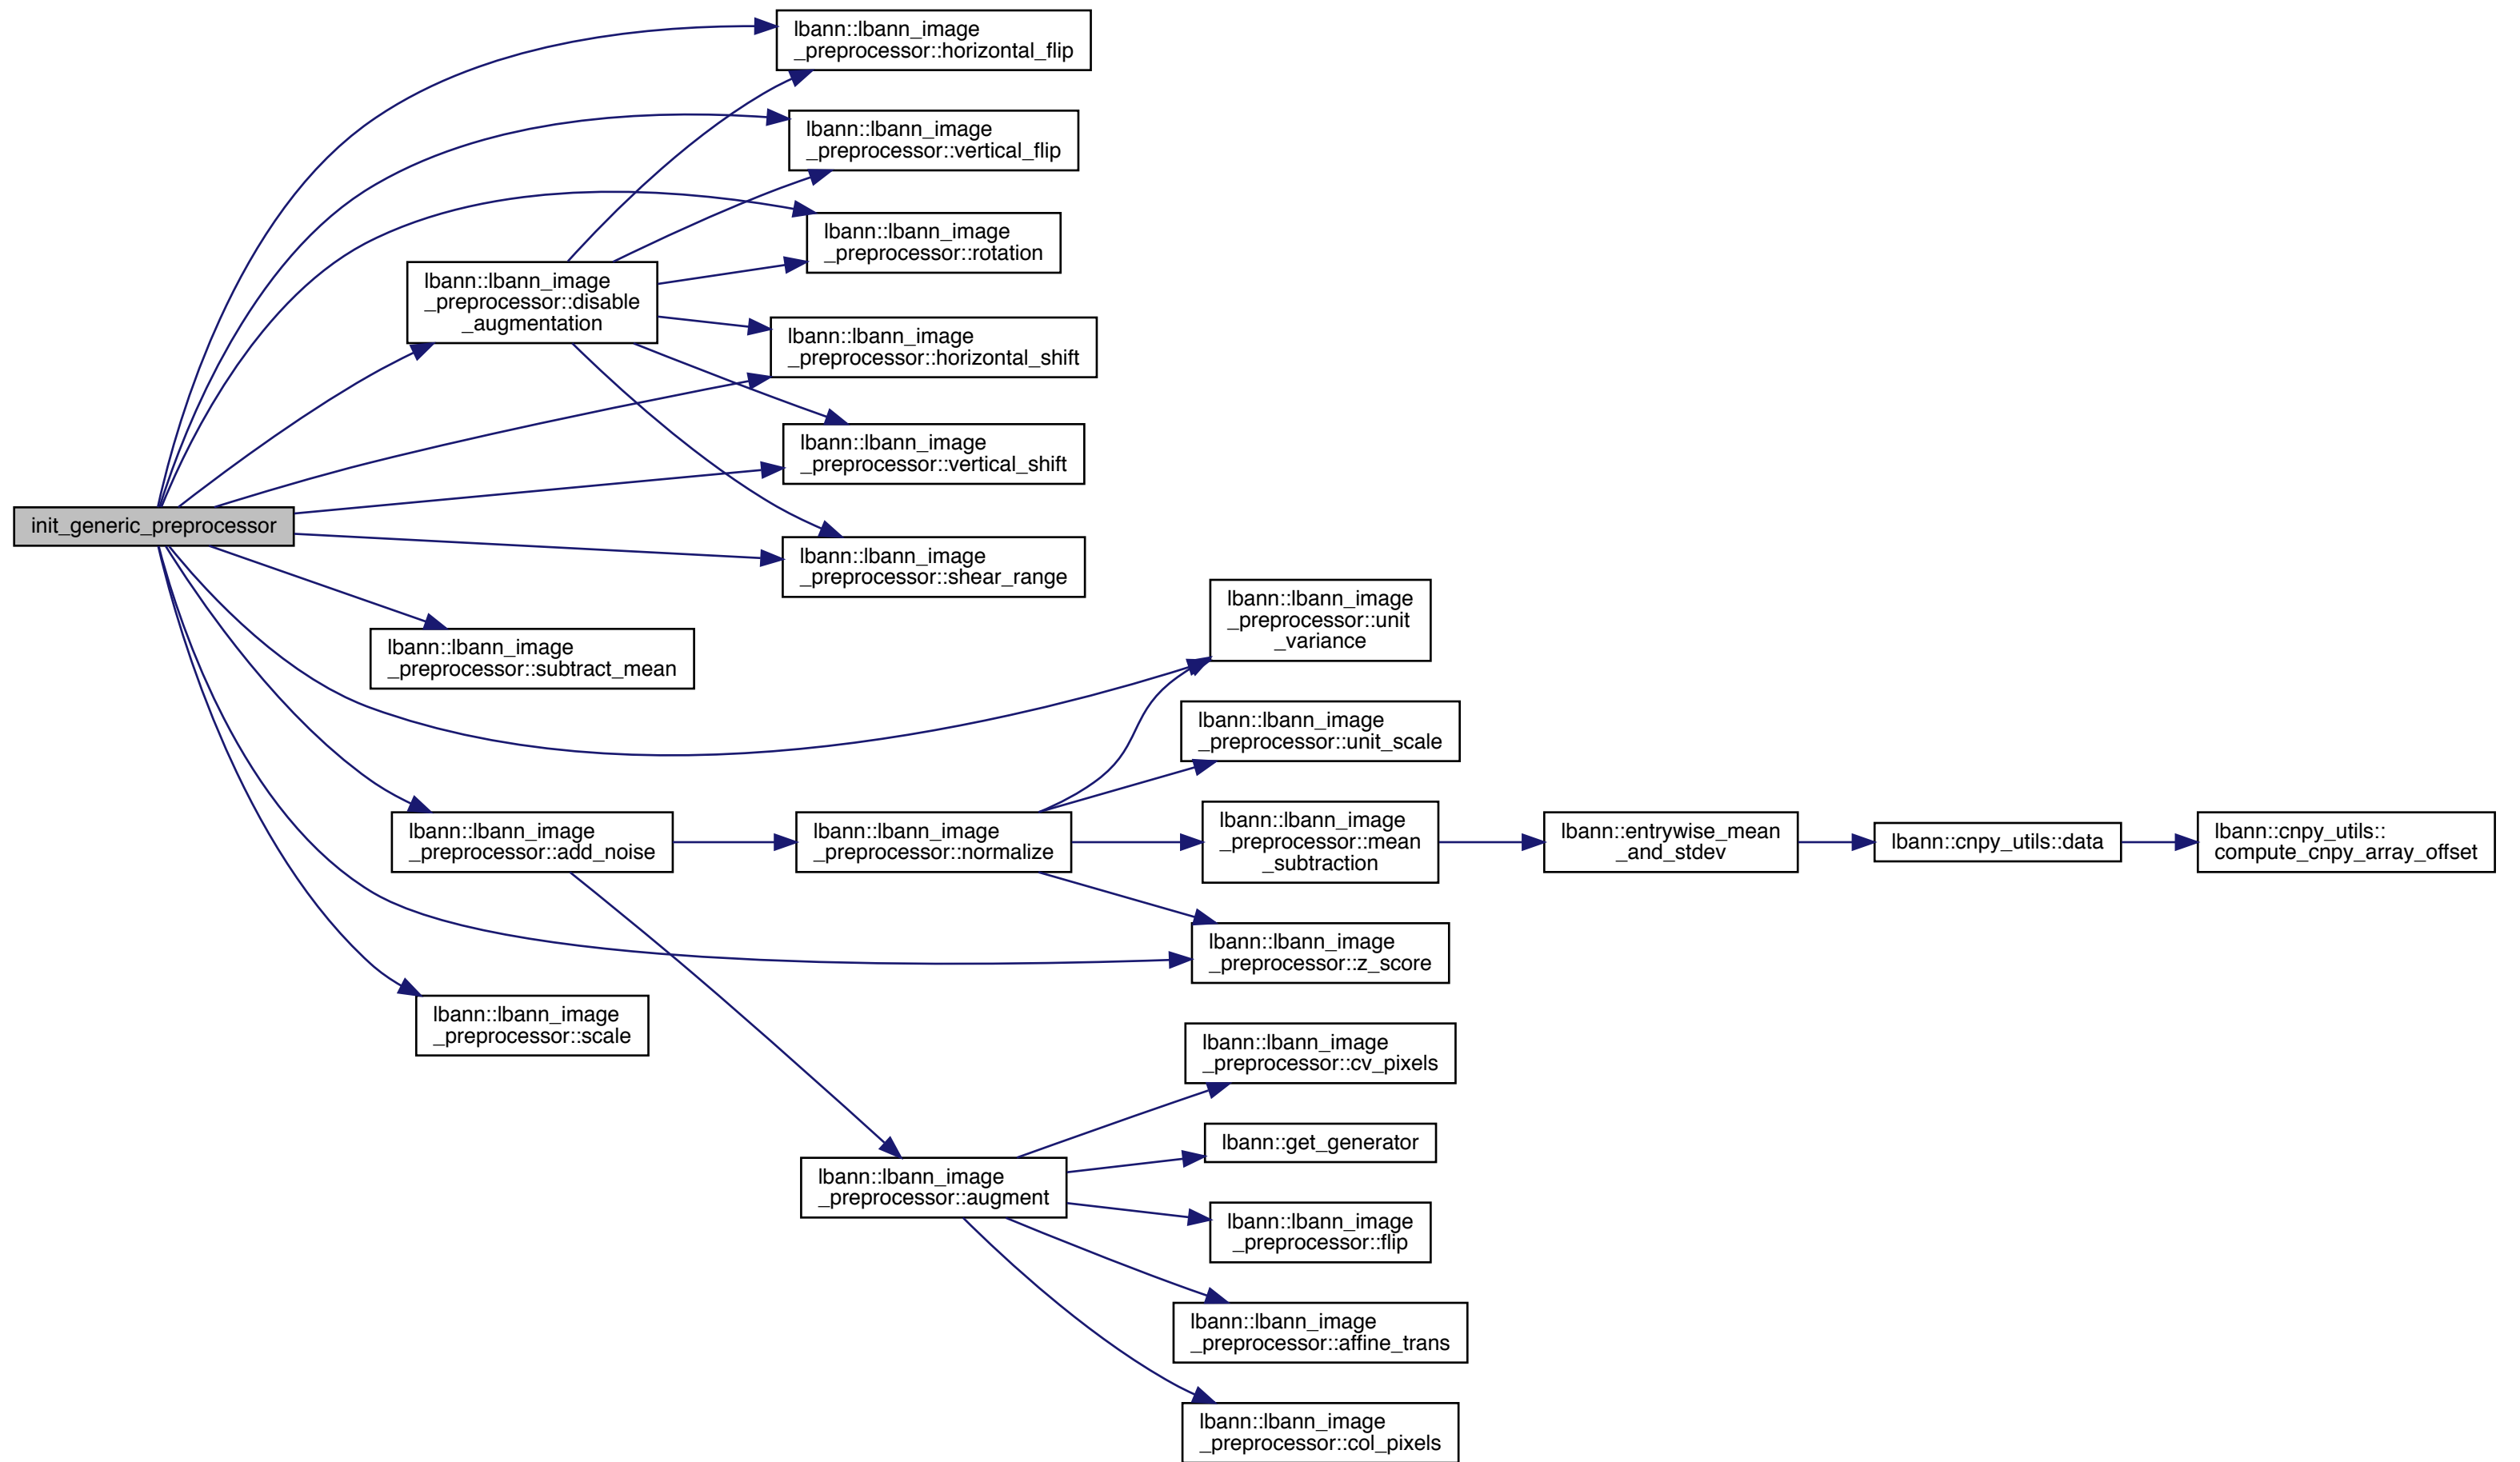 lbann::lbann_image
_preprocessor::horizontal_flip
lbann::lbann_image
_preprocessor::vertical_flip
lbann::lbann_image
_preprocessor::rotation
lbann::lbann_image
_preprocessor::disable
_augmentation
lbann::lbann_image
_preprocessor::horizontal_shift
lbann::lbann_image
_preprocessor::vertical_shift
init_generic_preprocessor
lbann::lbann_image
_preprocessor::shear_range
lbann::lbann_image
_preprocessor::unit
_variance
lbann::lbann_image
_preprocessor::subtract_mean
lbann::lbann_image
_preprocessor::unit_scale
lbann::lbann_image
_preprocessor::add_noise
lbann::lbann_image
_preprocessor::normalize
lbann::lbann_image
_preprocessor::mean
_subtraction
lbann::entrywise_mean
_and_stdev
lbann::cnpy_utils::data
lbann::cnpy_utils::
compute_cnpy_array_offset
lbann::lbann_image
_preprocessor::z_score
lbann::lbann_image
_preprocessor::scale
lbann::lbann_image
_preprocessor::cv_pixels
lbann::get_generator
lbann::lbann_image
_preprocessor::augment
lbann::lbann_image
_preprocessor::flip
lbann::lbann_image
_preprocessor::affine_trans
lbann::lbann_image
_preprocessor::col_pixels